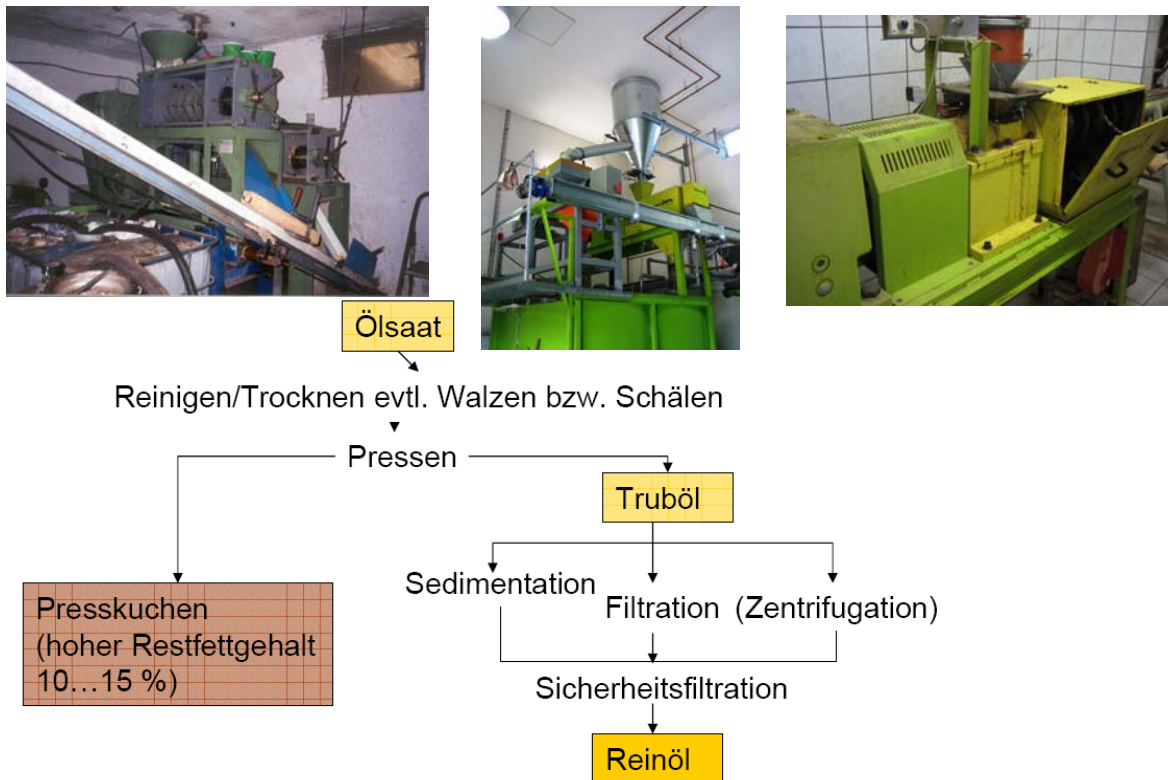 Ölsaat
Reinigen/Trocknen evtl. Walzen bzw. Schälen
Pressen
Truböl
Sedimentation
Filtration (Zentrifugation)
Presskuchen
(hoher Restfettgehalt
10…15 %)
Sicherheitsfiltration
Reinöl